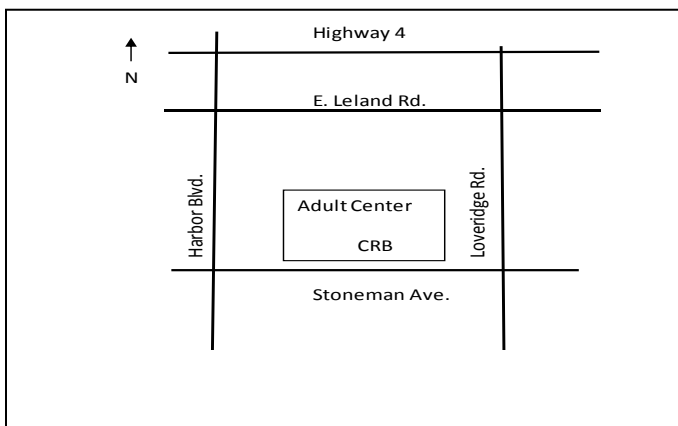 Highway 4
N
E. Leland Rd.
Harbor Blvd.
Loveridge Rd.
Adult Center
CRB
Stoneman Ave.